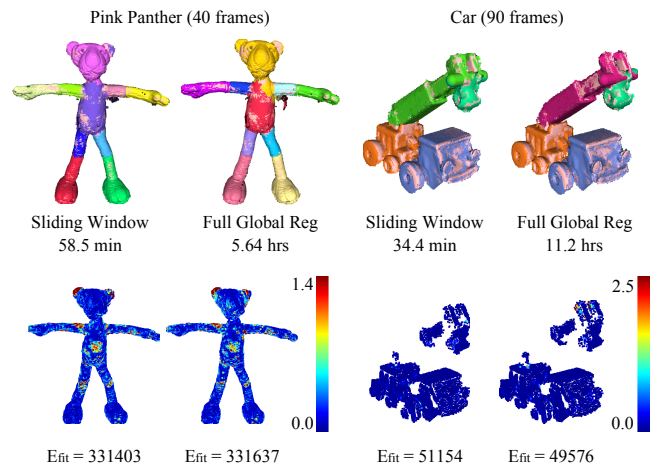 Pink Panther (40 frames)
Car (90 frames)
Sliding Window
58.5 min
Full Global Reg
5.64 hrs
Sliding Window
34.4 min
Full Global Reg
11.2 hrs
1.4
0.0
2.5
0.0
Efit = 331403
Efit = 331637
Efit = 51154
Efit = 49576